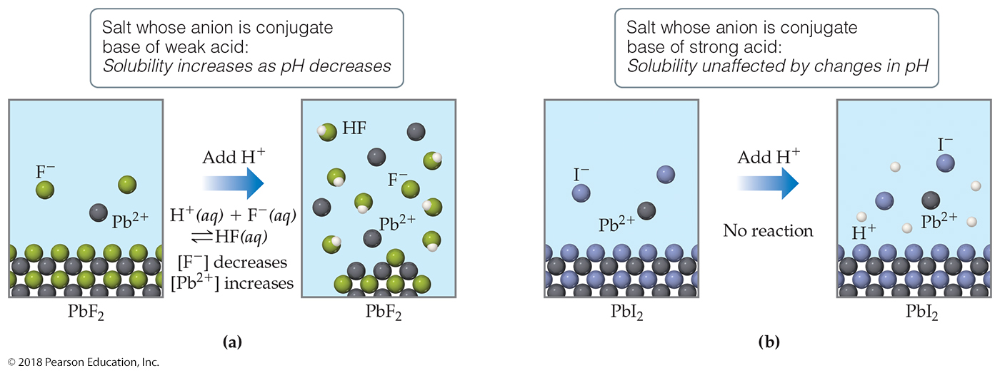 Salt whose anion is conjugate
base of weak acid:
Solubility increases as pH decreases
F⁻
Pb²⁺
PbF₂
Add H⁺
H⁺(aq) + F⁻(aq)
⇌HF(aq)
[F⁻] decreases
[Pb²⁺] increases
HF
F⁻
Pb²⁺
PbF₂
(a)
Salt whose anion is conjugate
base of strong acid:
Solubility unaffected by changes in pH
I⁻
Pb²⁺
PbI₂
Add H⁺
No reaction
I⁻
Pb²⁺
H⁺
PbI₂
(b)
© 2018 Pearson Education, Inc.